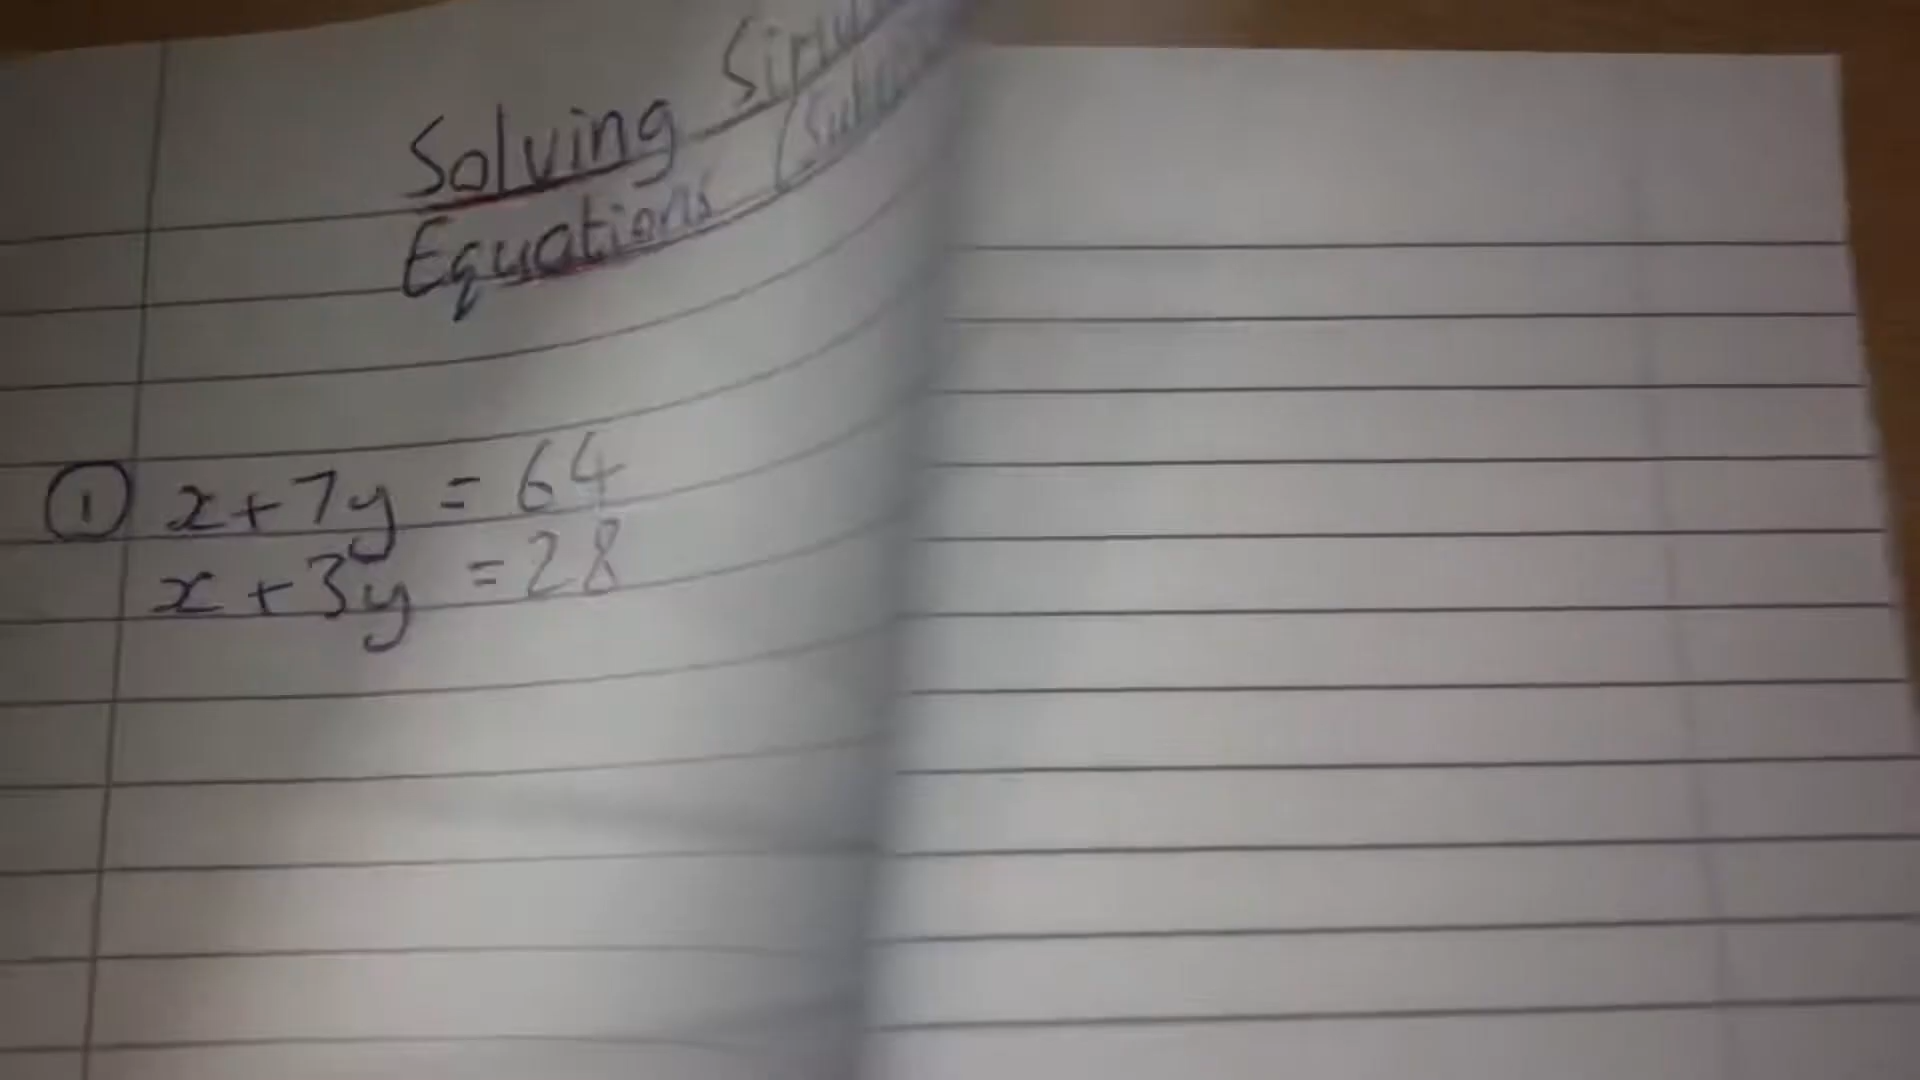 Solving
Equations
① x + 7y = 64
x + 3y = 28